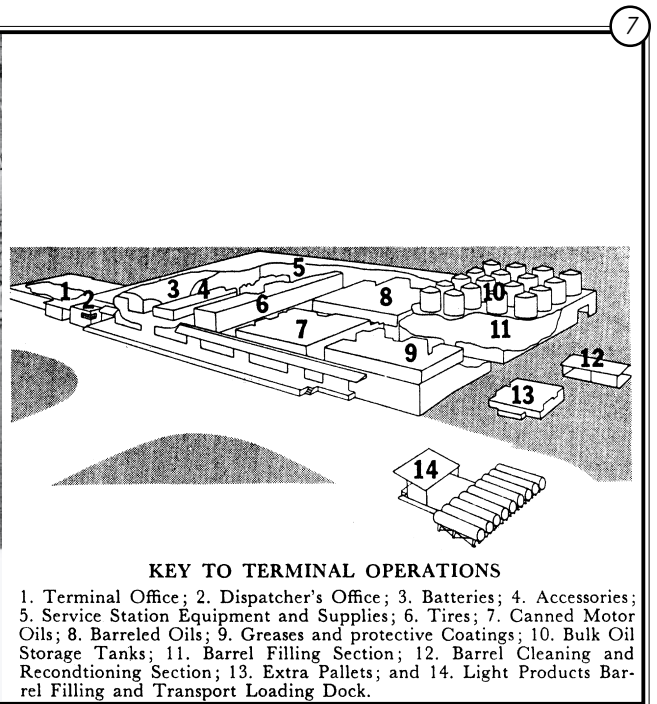 7
5
10
3
4
8
1
2
6
11
7
9
12
13
14
KEY TO TERMINAL OPERATIONS
1. Terminal Office; 2. Dispatcher's Office; 3. Batteries; 4. Accessories;
5. Service Station Equipment and Supplies; 6. Tires; 7. Canned Motor
Oils; 8. Barreled Oils; 9. Greases and protective Coatings; 10. Bulk Oil
Storage Tanks; 11. Barrel Filling Section; 12. Barrel Cleaning and
Recondtioning Section; 13. Extra Pallets; and 14. Light Products Bar-
rel Filling and Transport Loading Dock.